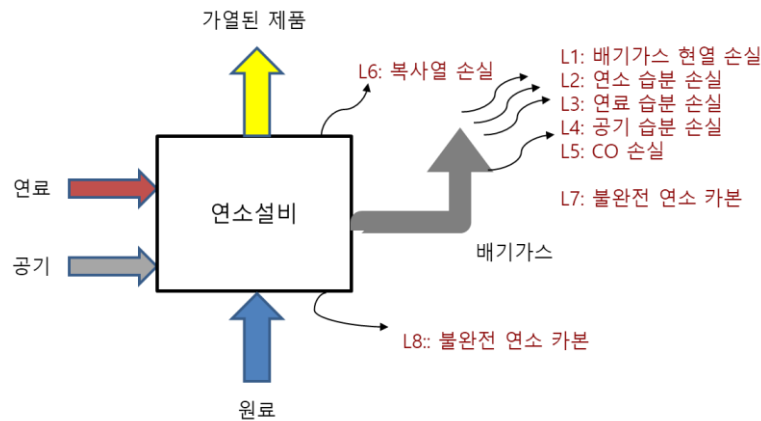 가열된 제품
L6: 복사열 손실
L1: 배기가스 현열 손실
L2: 연소 습분 손실
L3: 연료 습분 손실
L4: 공기 습분 손실
L5: CO 손실
L7: 불완전 연소 카본
연료
연소설비
공기
배기가스
L8:: 불완전 연소 카본
원료